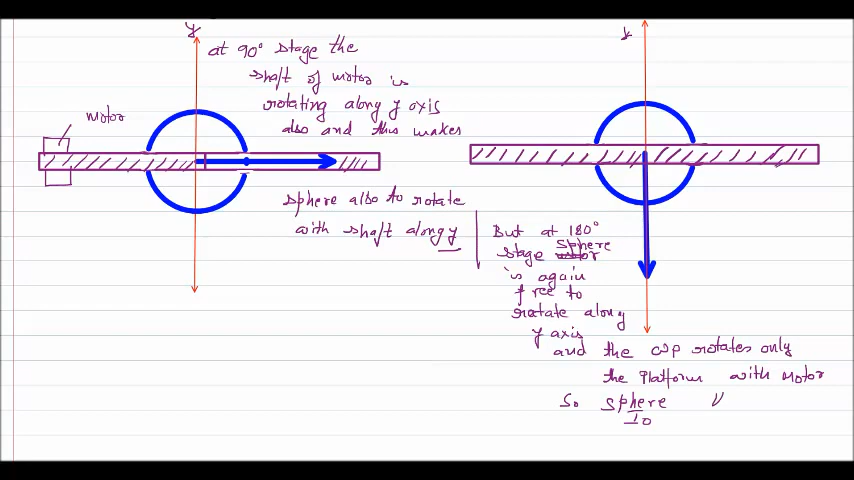 y
at 90° stage the
shaft of motor is
rotating along y axis
also and this makes
motor
sphere also to rotate
with shaft along y
But at 180°
stage sphere
is again
free to
rotate along
y axis
and the wp rotates only
the Platform with motor
So sphere